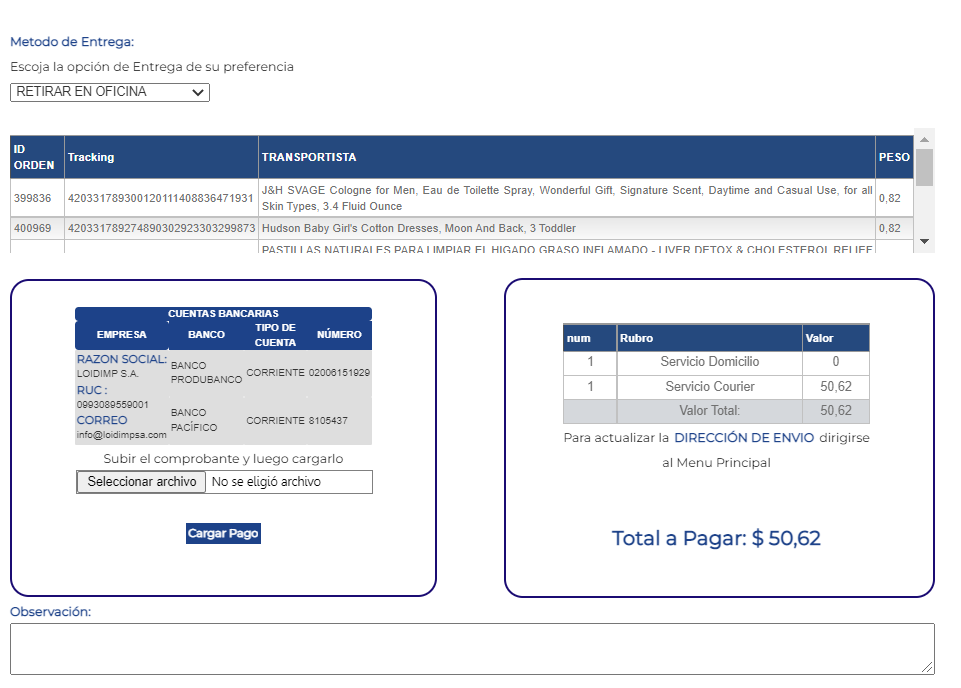 Metodo de Entrega:
Escoja la opción de Entrega de su preferencia
RETIRAR EN OFICINA
ID ORDEN Tracking TRANSPORTISTA PESO
399836 420331789300120111408836471931 J&H SVAGE Cologne for Men, Eau de Toilette Spray, Wonderful Gift, Signature Scent, Daytime and Casual Use, for all
Skin Types, 3.4 Fluid Ounce 0,82
400969 420331789274890302923303299873 Hudson Baby Girl's Cotton Dresses, Moon And Back, 3 Toddler 0,82
PASTILLAS NATURALES PARA LIMPIAR EL HIGADO GRASO INFLAMADO - LIVER DETOX & CHOLESTEROL RELIEF
CUENTAS BANCARIAS
EMPRESA BANCO TIPO DE CUENTA NÚMERO
RAZON SOCIAL:
LOIDIMP S.A.
RUC :
0993089559001
CORREO
info@loidimpsa.com
BANCO PRODUBANCO CORRIENTE 02006151929
BANCO PACÍFICO CORRIENTE 8105437
Subir el comprobante y luego cargarlo
Seleccionar archivo No se eligió archivo
Cargar Pago
num Rubro Valor
1 Servicio Domicilio 0
1 Servicio Courier 50,62
Valor Total: 50,62
Para actualizar la DIRECCIÓN DE ENVIO dirigirse
al Menu Principal
Total a Pagar: $ 50,62
Observación: